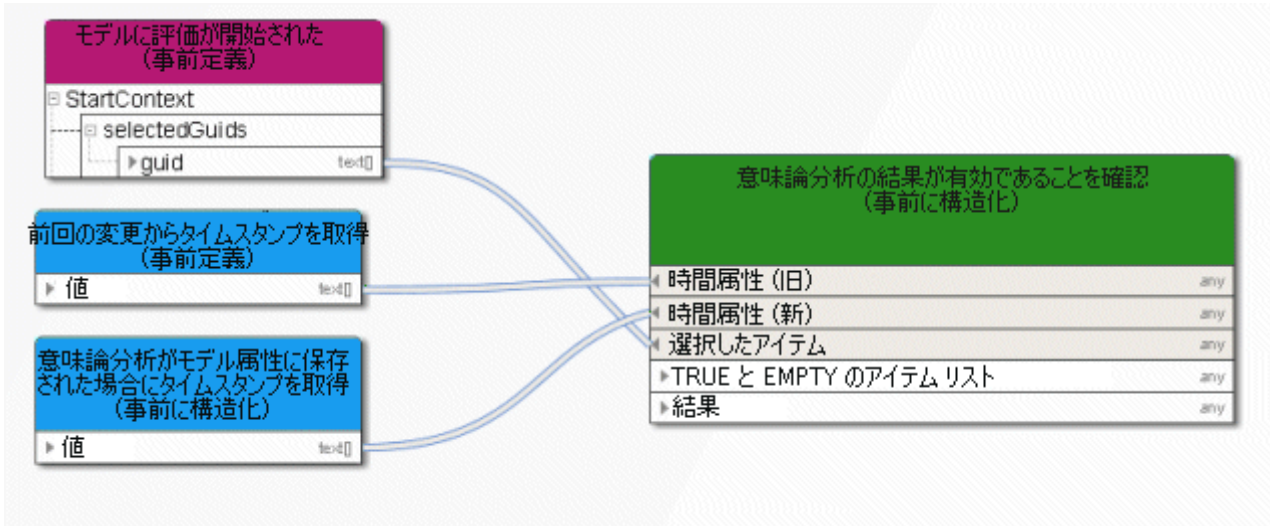 モデルに評価が開始された
(事前定義)
StartContext
selectedGuids
guid text[]
前回の変更からタイムスタンプを取得
(事前定義)
値 text[]
意味論分析がモデル属性に保存
された場合にタイムスタンプを取得
(事前に構造化)
値 text[]
意味論分析の結果が有効であることを確認
(事前に構造化)
時間属性 (旧) any
時間属性 (新) any
選択したアイテム any
TRUE と EMPTY のアイテム リスト any
結果 any